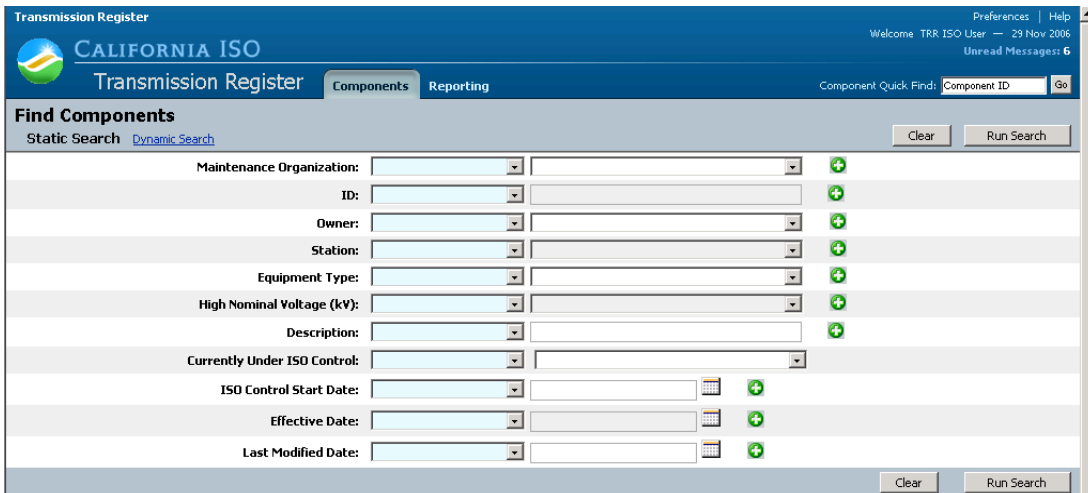 Transmission Register
Preferences | Help
Welcome TRR ISO User — 29 Nov 2006
Unread Messages: 6
CALIFORNIA ISO
Transmission Register
Components
Reporting
Component Quick Find: Component ID Go
Find Components
Static Search Dynamic Search
Clear Run Search
Maintenance Organization:
ID:
Owner:
Station:
Equipment Type:
High Nominal Voltage (kV):
Description:
Currently Under ISO Control:
ISO Control Start Date:
Effective Date:
Last Modified Date:
Clear Run Search